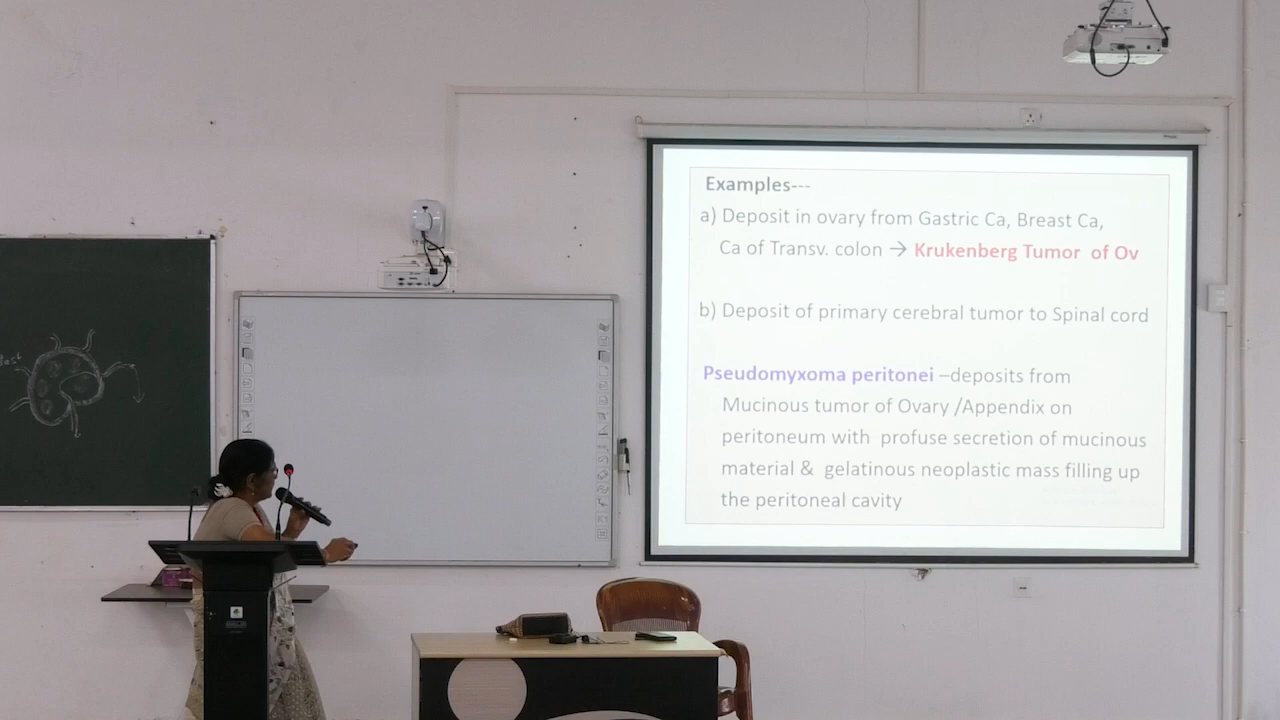 Examples---
a) Deposit in ovary from Gastric Ca, Breast Ca,
Ca of Transv. colon → Krukenberg Tumor of Ov
b) Deposit of primary cerebral tumor to Spinal cord
Pseudomyxoma peritonei –deposits from
Mucinous tumor of Ovary /Appendix on
peritoneum with profuse secretion of mucinous
material & gelatinous neoplastic mass filling up
the peritoneal cavity